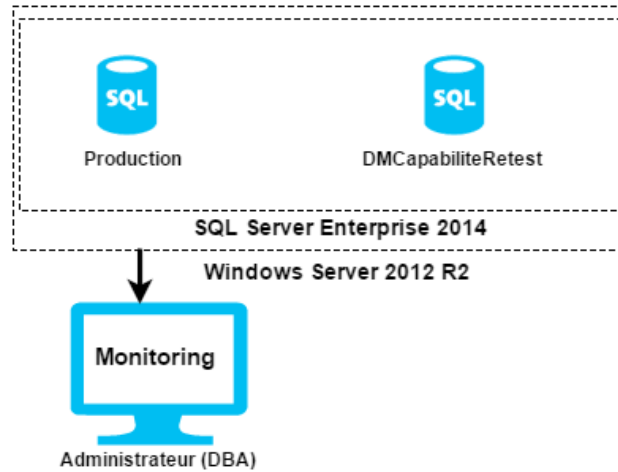 SQL
SQL
Production
DMCapabiliteRetest
SQL Server Enterprise 2014
Windows Server 2012 R2
Monitoring
Administrateur (DBA)